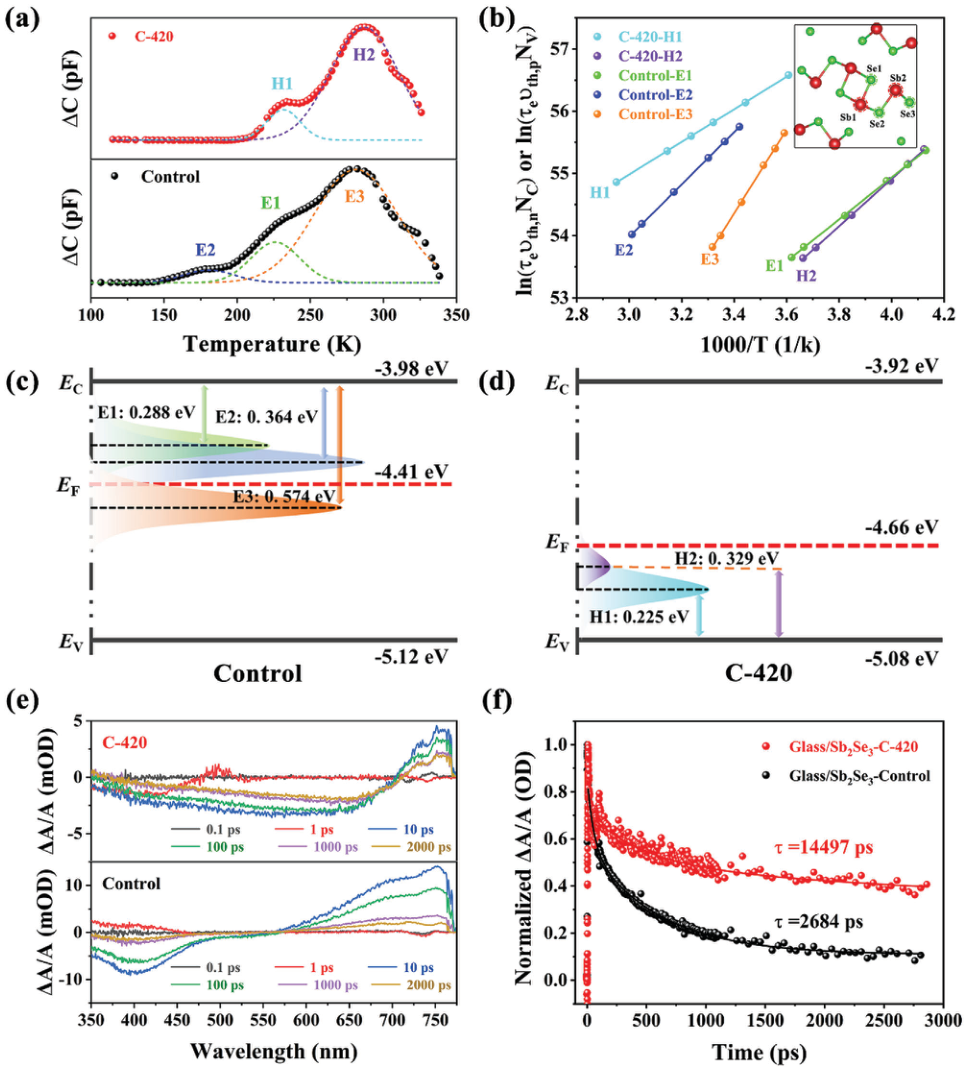 (a)
C-420
H1
H2
ΔC (pF)
Control
E2
E1
E3
ΔC (pF)
100 150 200 250 300 350
Temperature (K)
(b)
C-420-H1
C-420-H2
Control-E1
Control-E2
Control-E3
Se1
Sb2
Sb1
Se2
Se3
ln(τeυth,nNC) or ln(τeυth,pNV)
57
56
55
54
53
H1
E2
E3
E1
H2
2.8 3.0 3.2 3.4 3.6 3.8 4.0 4.2
1000/T (1/k)
(c)
EC
-3.98 eV
E1: 0.288 eV
E2: 0. 364 eV
EF
-4.41 eV
E3: 0. 574 eV
EV
-5.12 eV
Control
(d)
EC
-3.92 eV
EF
-4.66 eV
H2: 0. 329 eV
H1: 0.225 eV
EV
-5.08 eV
C-420
(e)
C-420
ΔA/A (mOD)
5
0
-5
0.1 ps 1 ps 10 ps
100 ps 1000 ps 2000 ps
Control
ΔA/A (mOD)
10
0
-10
0.1 ps 1 ps 10 ps
100 ps 1000 ps 2000 ps
350 400 450 500 550 600 650 700 750
Wavelength (nm)
(f)
Glass/Sb2Se3-C-420
Glass/Sb2Se3-Control
Normalized ΔA/A (OD)
1.0
0.8
0.6
0.4
0.2
0.0
τ =14497 ps
τ =2684 ps
0 500 1000 1500 2000 2500 3000
Time (ps)